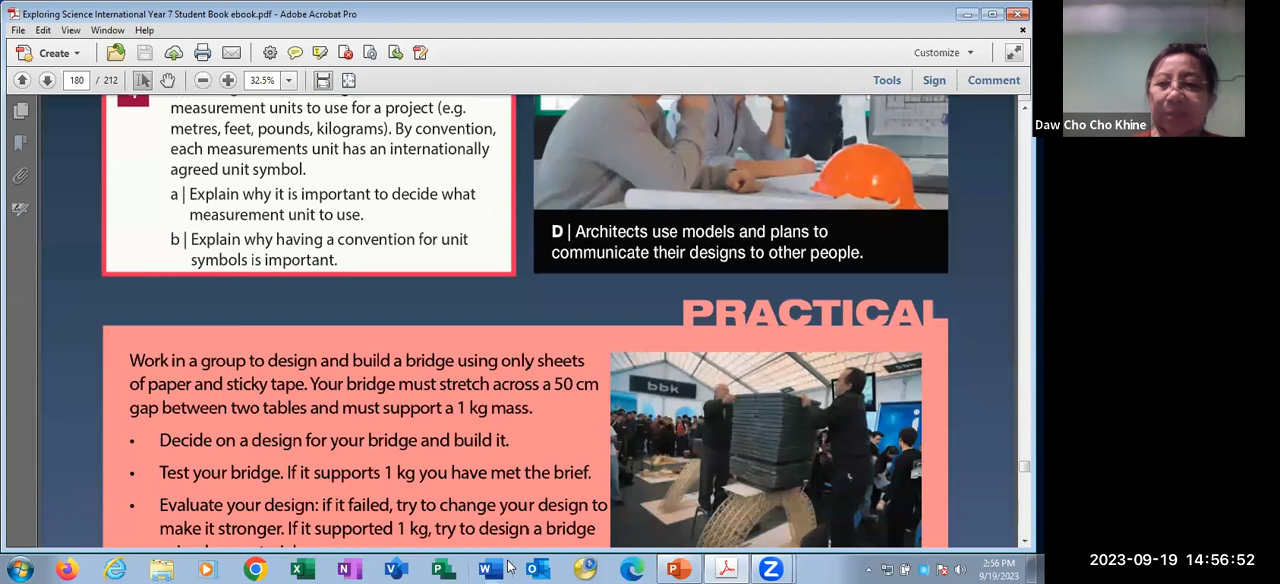 Exploring Science International Year 7 Student Book ebook.pdf - Adobe Acrobat Pro
File Edit View Window Help
Create Customize
180 / 212 32.5% Tools Sign Comment
measurement units to use for a project (e.g.
metres, feet, pounds, kilograms). By convention,
each measurements unit has an internationally
agreed unit symbol.
a | Explain why it is important to decide what
measurement unit to use.
b | Explain why having a convention for unit
symbols is important.
D | Architects use models and plans to
communicate their designs to other people.
PRACTICAL
Work in a group to design and build a bridge using only sheets
of paper and sticky tape. Your bridge must stretch across a 50 cm
gap between two tables and must support a 1 kg mass.
• Decide on a design for your bridge and build it.
• Test your bridge. If it supports 1 kg you have met the brief.
• Evaluate your design: if it failed, try to change your design to
make it stronger. If it supported 1 kg, try to design a bridge
bbk
Daw Cho Cho Khine
2:56 PM
9/19/2023
2023-09-19 14:56:52